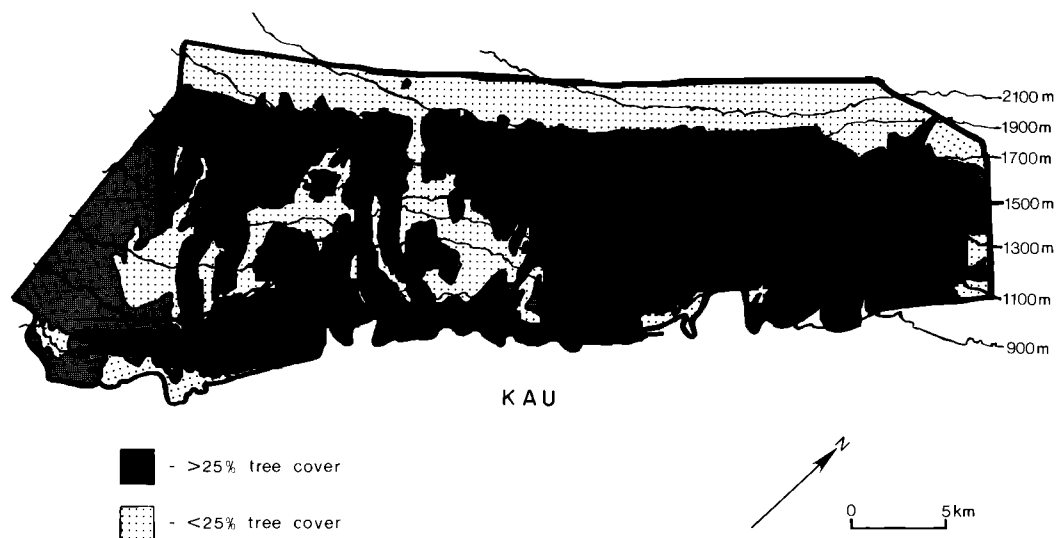 2100 m
1900 m
1700 m
1500 m
1300 m
1100 m
900 m
KAU
- >25% tree cover
- <25% tree cover
N
0 5 km